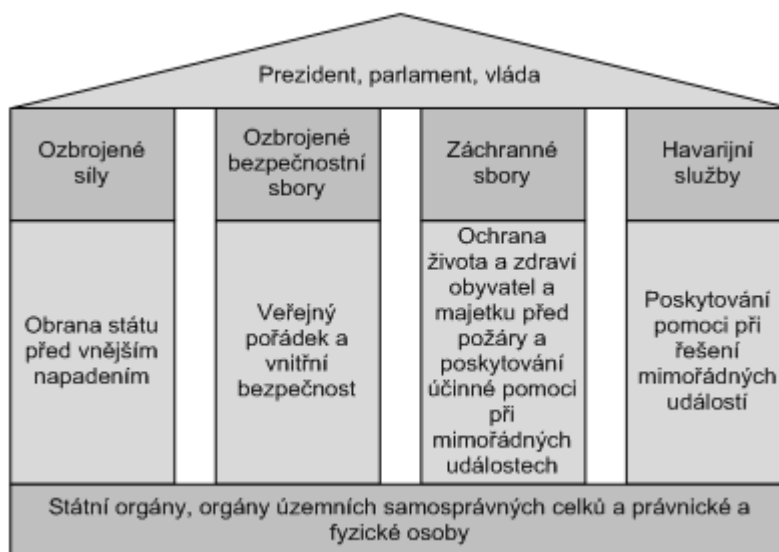 Prezident, parlament, vláda
Ozbrojené
síly
Ozbrojené
bezpečnostní
sbory
Záchranné
sbory
Havarijní
služby
Obrana státu
před vnějším
napadením
Veřejný
pořádek a
vnitřní
bezpečnost
Ochrana
života a zdraví
obyvatel a
majetku před
požáry a
poskytování
účinné pomoci
při
mimořádných
událostech
Poskytování
pomoci při
řešení
mimořádných
událostí
Státní orgány, orgány územních samosprávných celků a právnické a
fyzické osoby